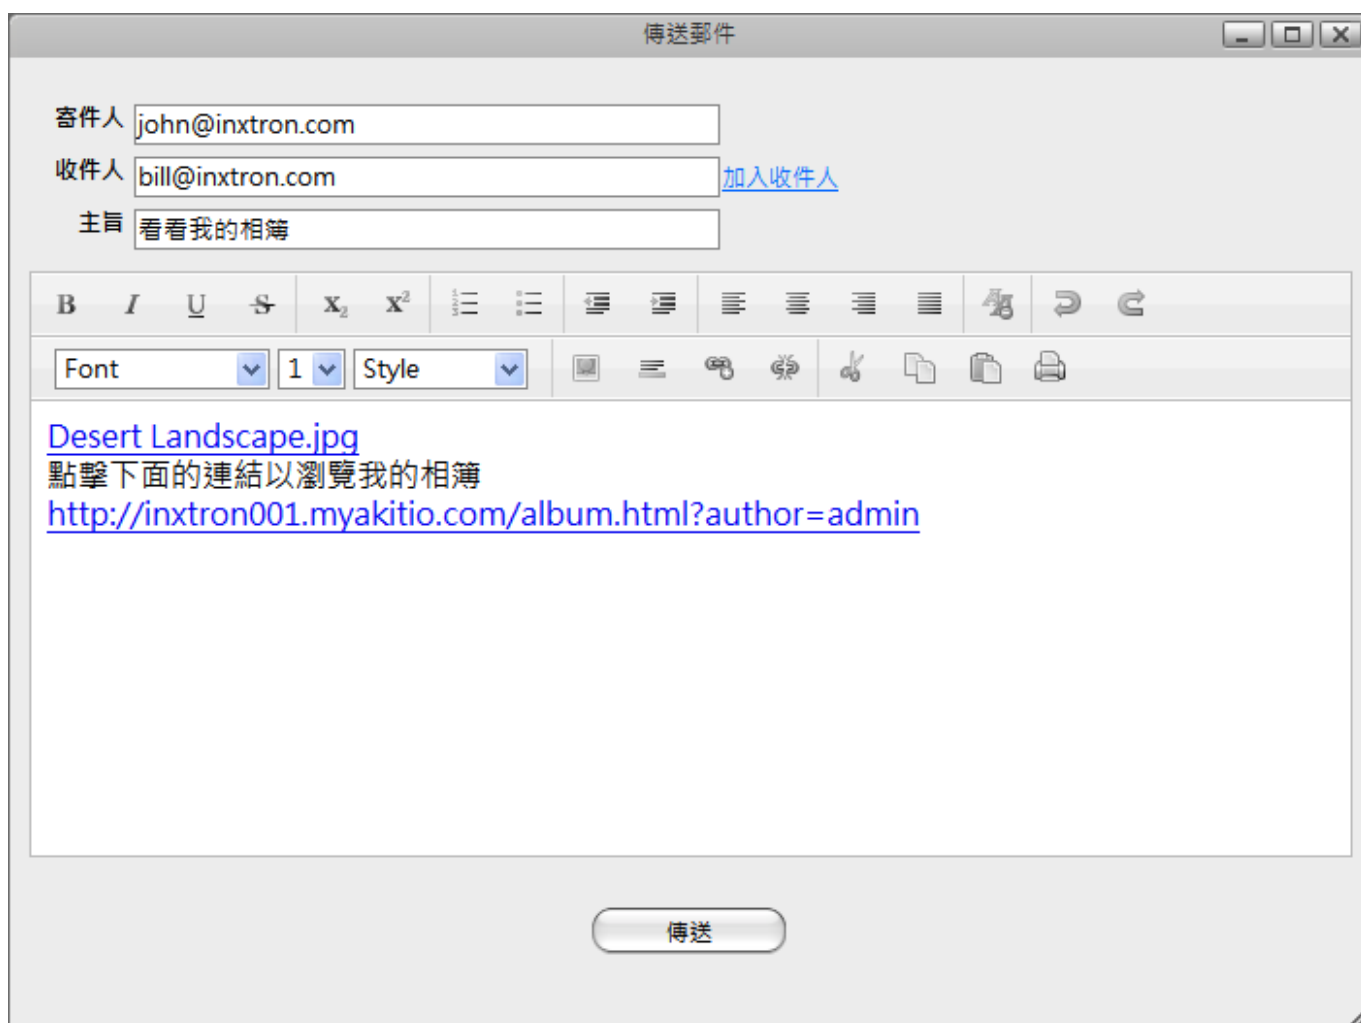 傳送郵件
寄件人 john@inxtron.com
收件人 bill@inxtron.com 加入收件人
主旨 看看我的相簿
B I U S X₂ X²
Font 1 Style
Desert Landscape.jpg
點擊下面的連結以瀏覽我的相簿
http://inxtron001.myakitio.com/album.html?author=admin
傳送